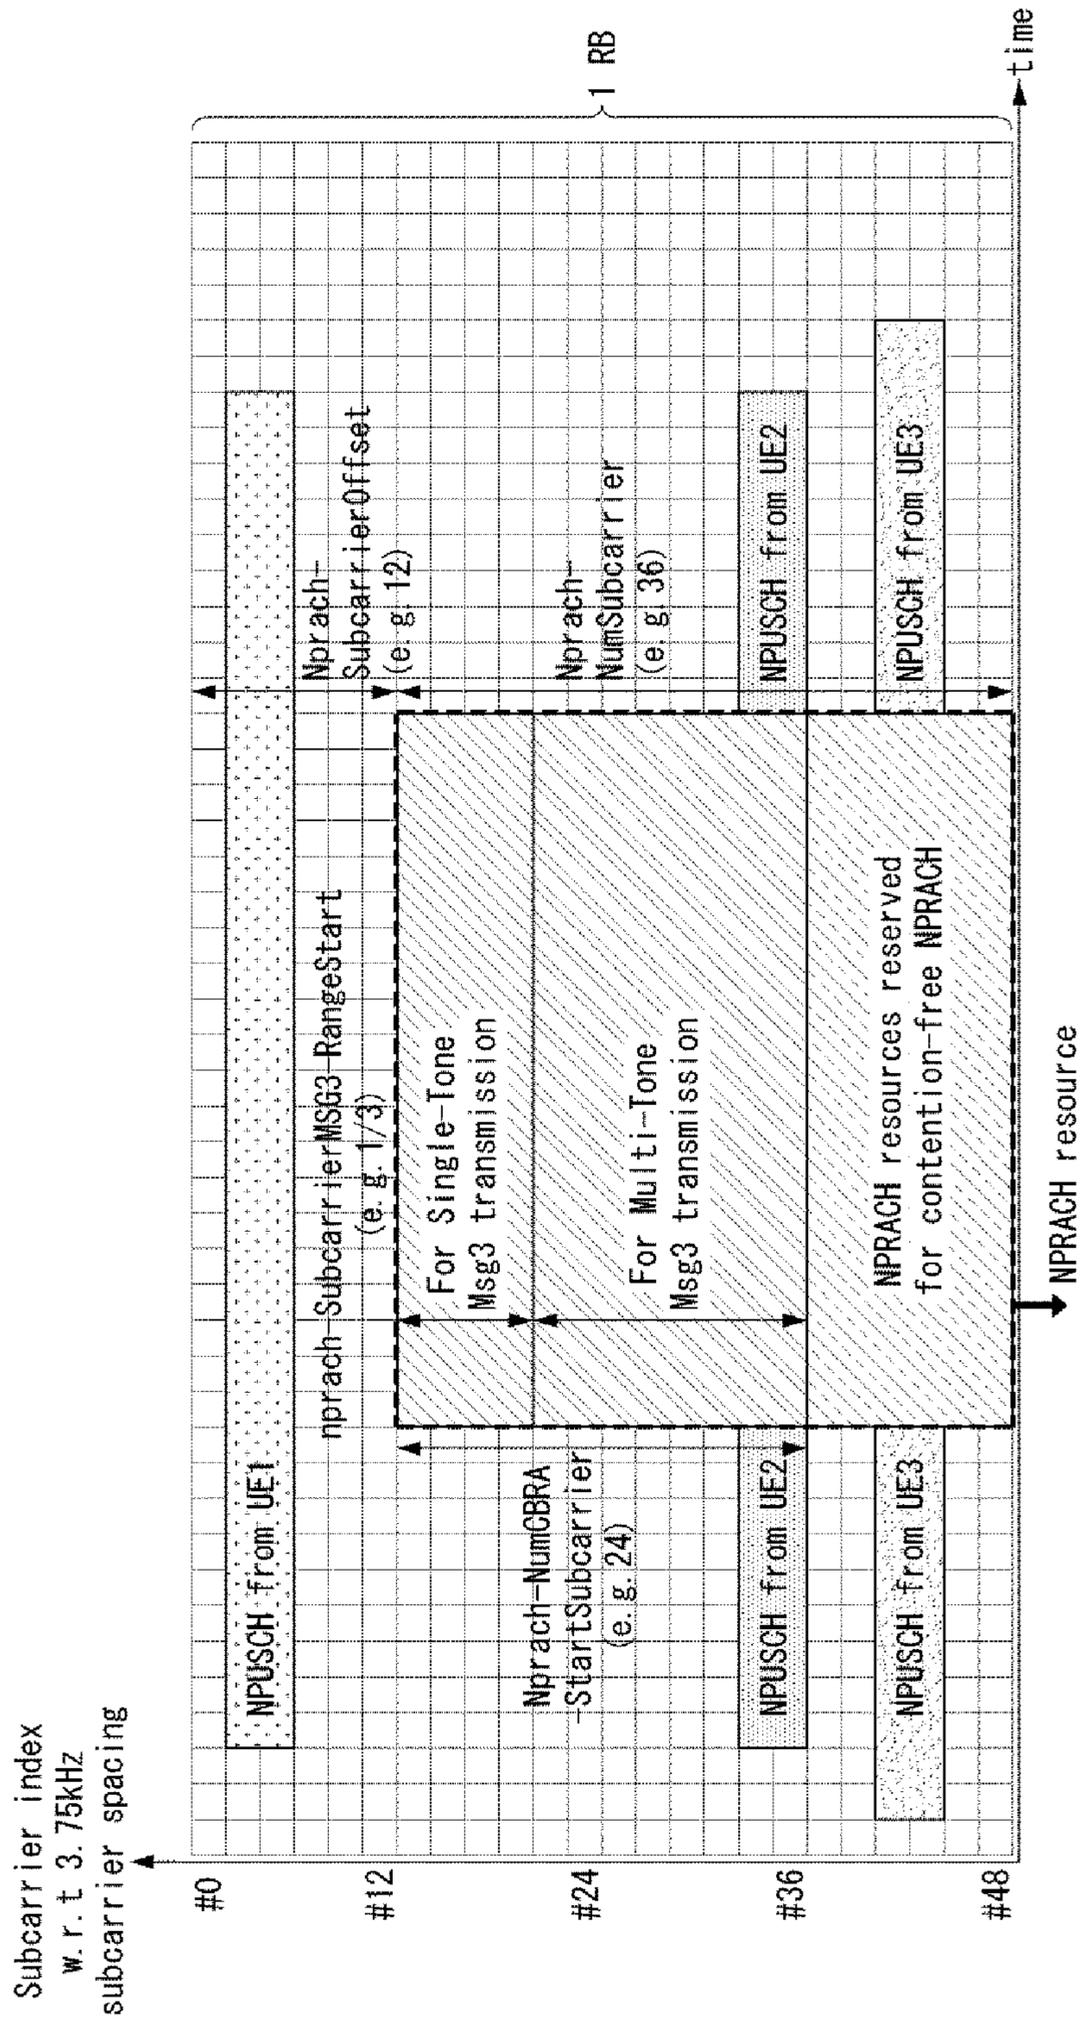 Subcarrier index
w.r.t 3.75kHz
subcarrier spacing
#0
#12
#24
#36
#48
NPUSCH from UE1
nprach-SubcarrierMSG3-RangeStart
(e.g. 1/3)
Nprach-
SubcarrierOffset
(e.g. 12)
For Single-Tone
Msg3 transmission
Nprach-NumCBRA
-StartSubcarrier
(e.g. 24)
For Multi-Tone
Msg3 transmission
Nprach-
NumSubcarrier
(e.g 36)
NPUSCH from UE2
NPUSCH from UE2
NPUSCH from UE3
NPRACH resources reserved
for contention-free NPRACH
NPUSCH from UE3
1 RB
time
NPRACH resource